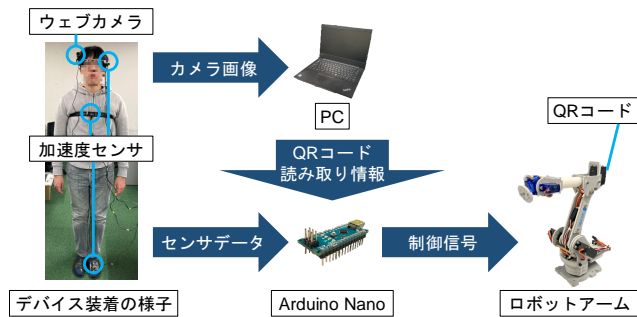 ウェブカメラ
カメラ画像
PC
QRコード
加速度センサ
QRコード
読み取り情報
センサデータ
制御信号
デバイス装着の様子
Arduino Nano
ロボットアーム